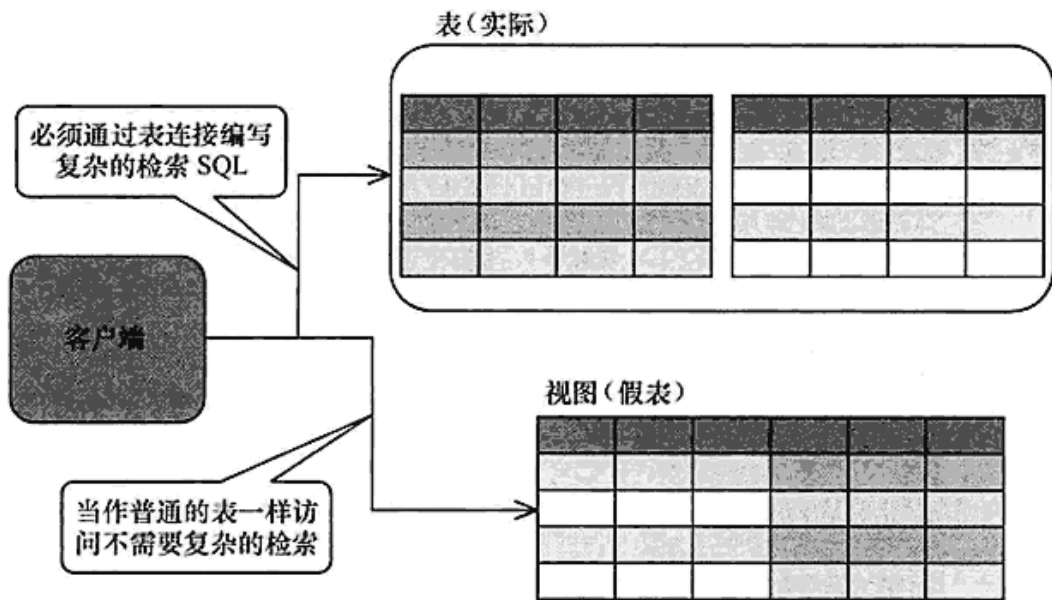 表（实际）
必须通过表连接编写
复杂的检索 SQL
客户端
视图（假表）
当作普通的表一样访
问不需要复杂的检索